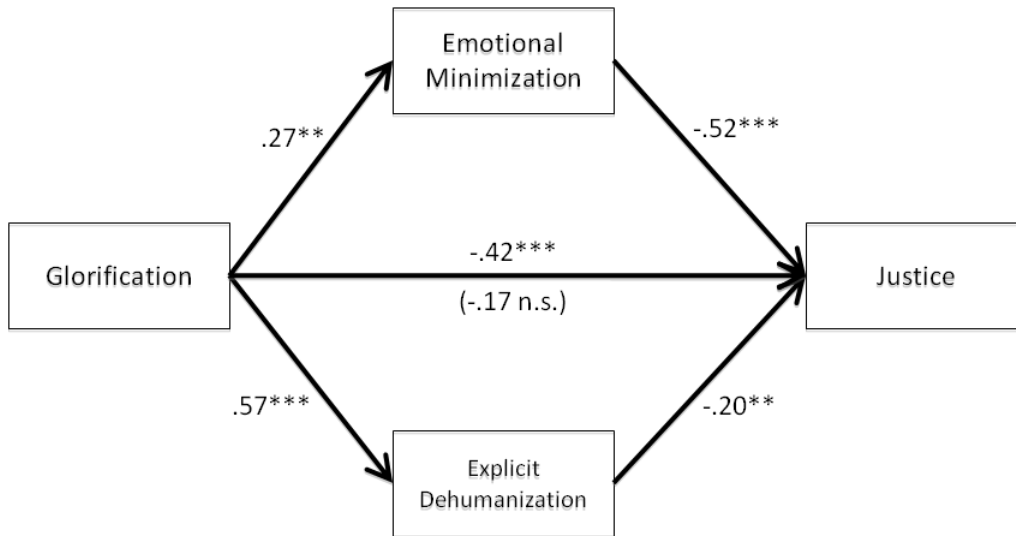 Emotional
Minimization
.27**
-.52***
Glorification
-.42***
(-.17 n.s.)
Justice
.57***
-.20**
Explicit
Dehumanization